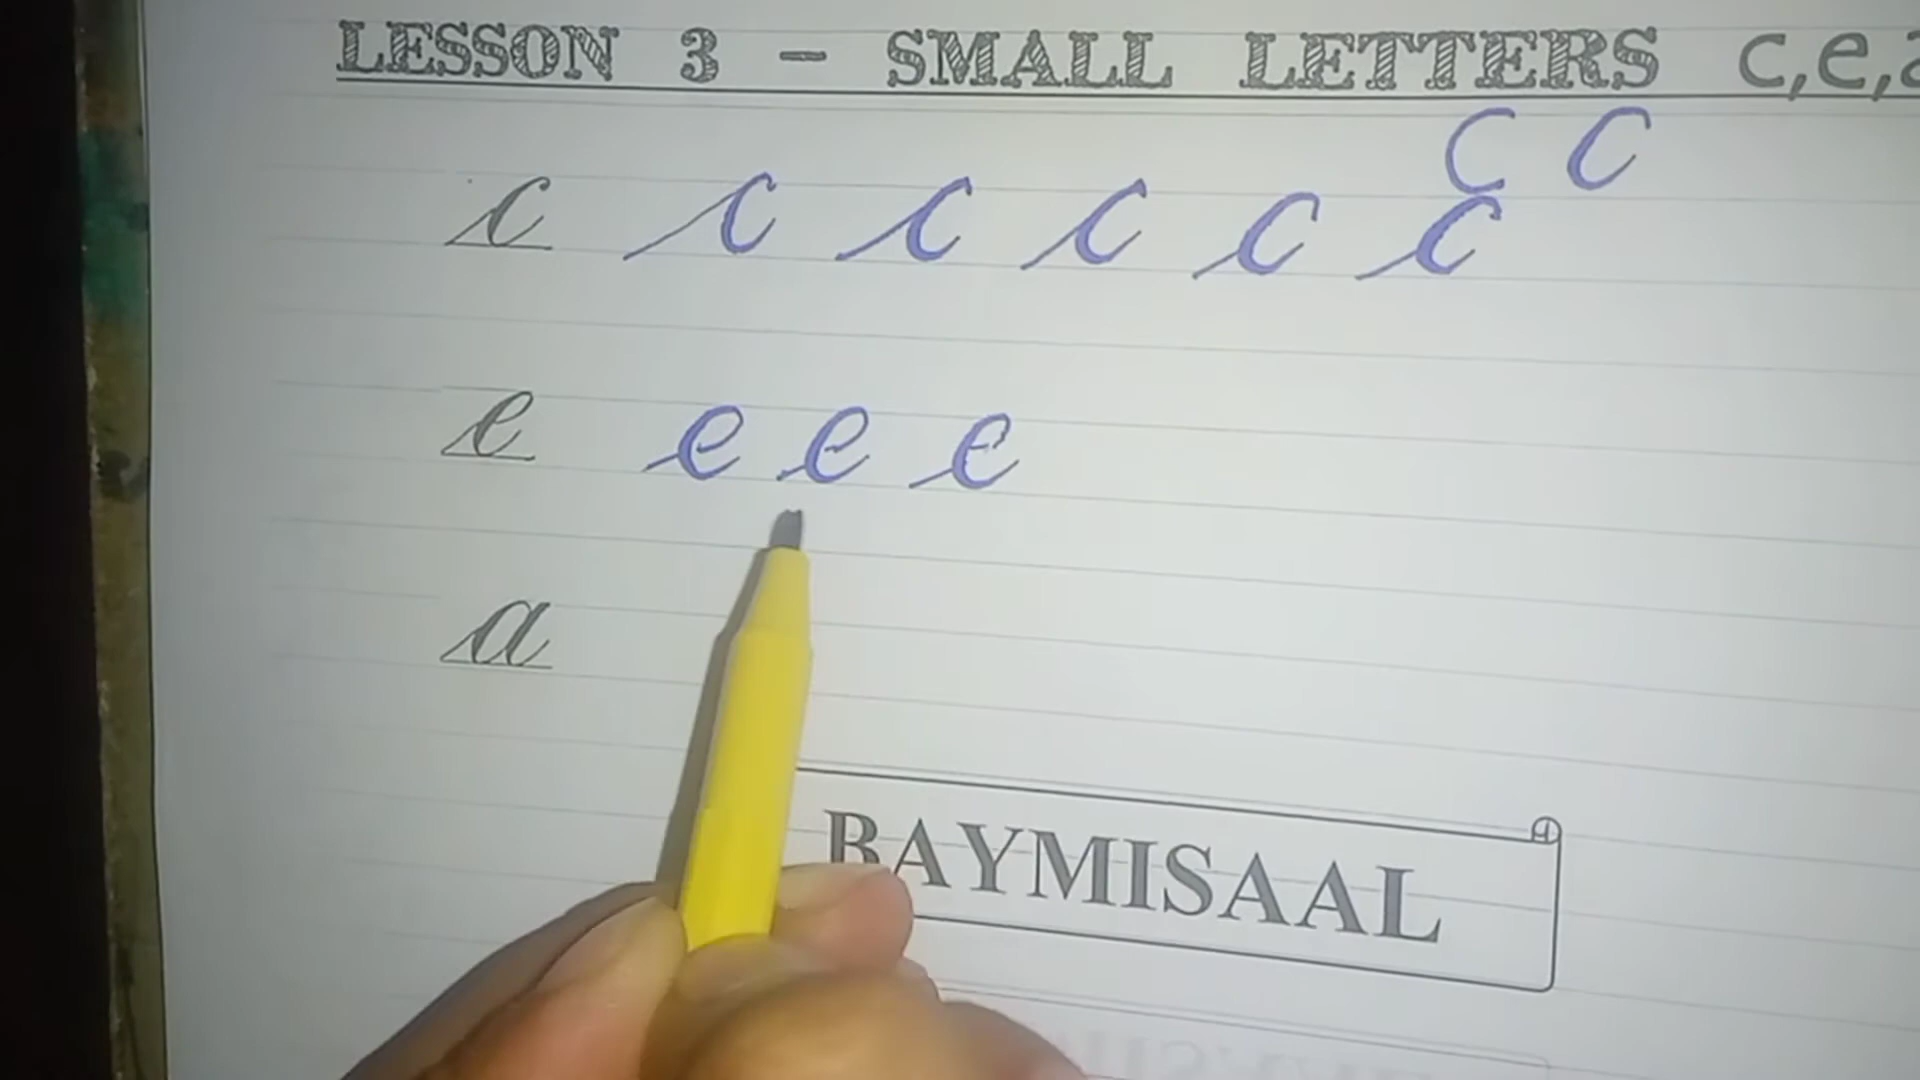 LESSON 3 - SMALL LETTERS c,e,a
c c
c c c c c c
e e e e
a
BAYMISAAL